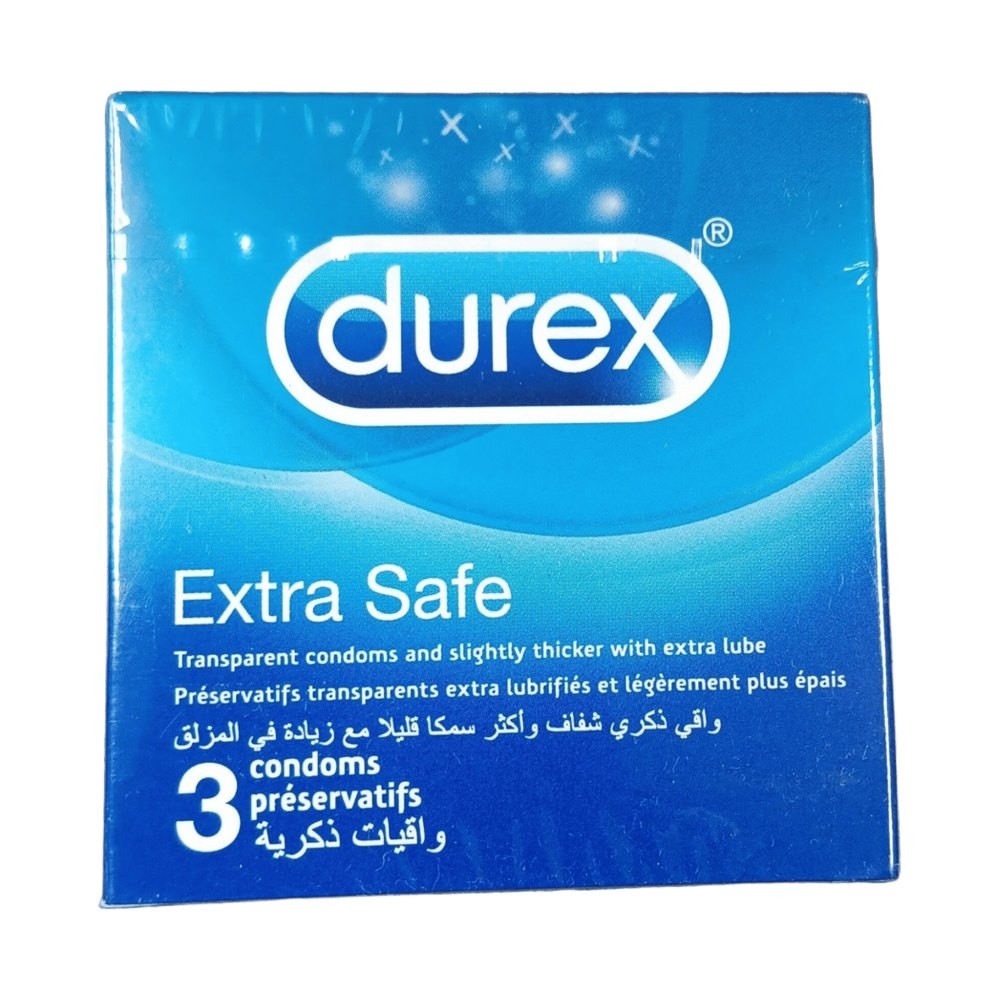 durex®
Extra Safe
Transparent condoms and slightly thicker with extra lube
Préservatifs transparents extra lubrifiés et légèrement plus épais
واقي ذكري شفاف وأكثر سمكا قليلا مع زيادة في المزلق
3 condoms
préservatifs
واقيات ذكرية